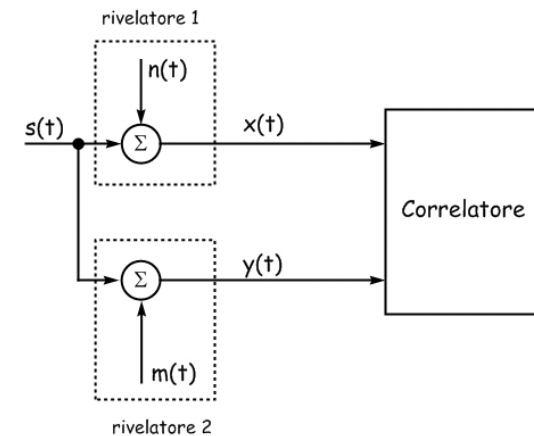 rivelatore 1
n(t)
s(t)
Σ
x(t)
Correlatore
y(t)
Σ
m(t)
rivelatore 2